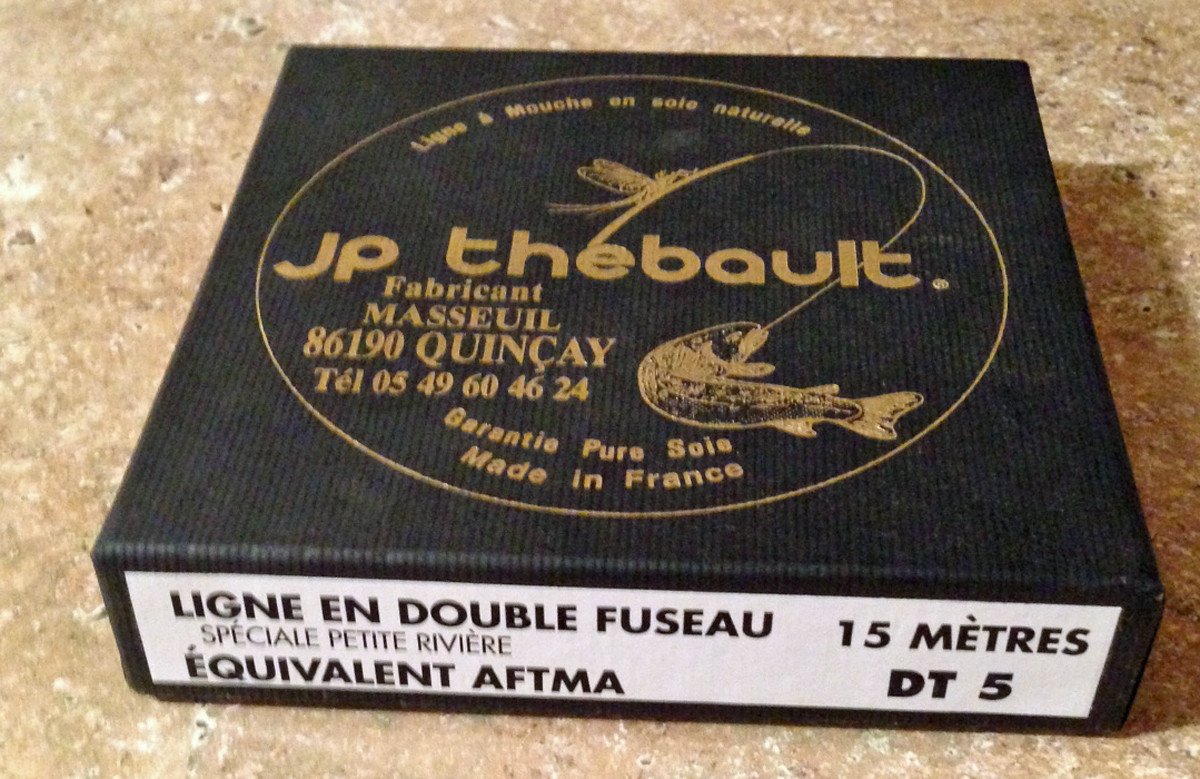 Ligne à Mouche en soie naturelle
JP thebault ®
Fabricant
MASSEUIL
86190 QUINÇAY
Tél 05 49 60 46 24
Garantie Pure Soie
Made in France
LIGNE EN DOUBLE FUSEAU 15 MÈTRES
SPÉCIALE PETITE RIVIÈRE
ÉQUIVALENT AFTMA DT 5